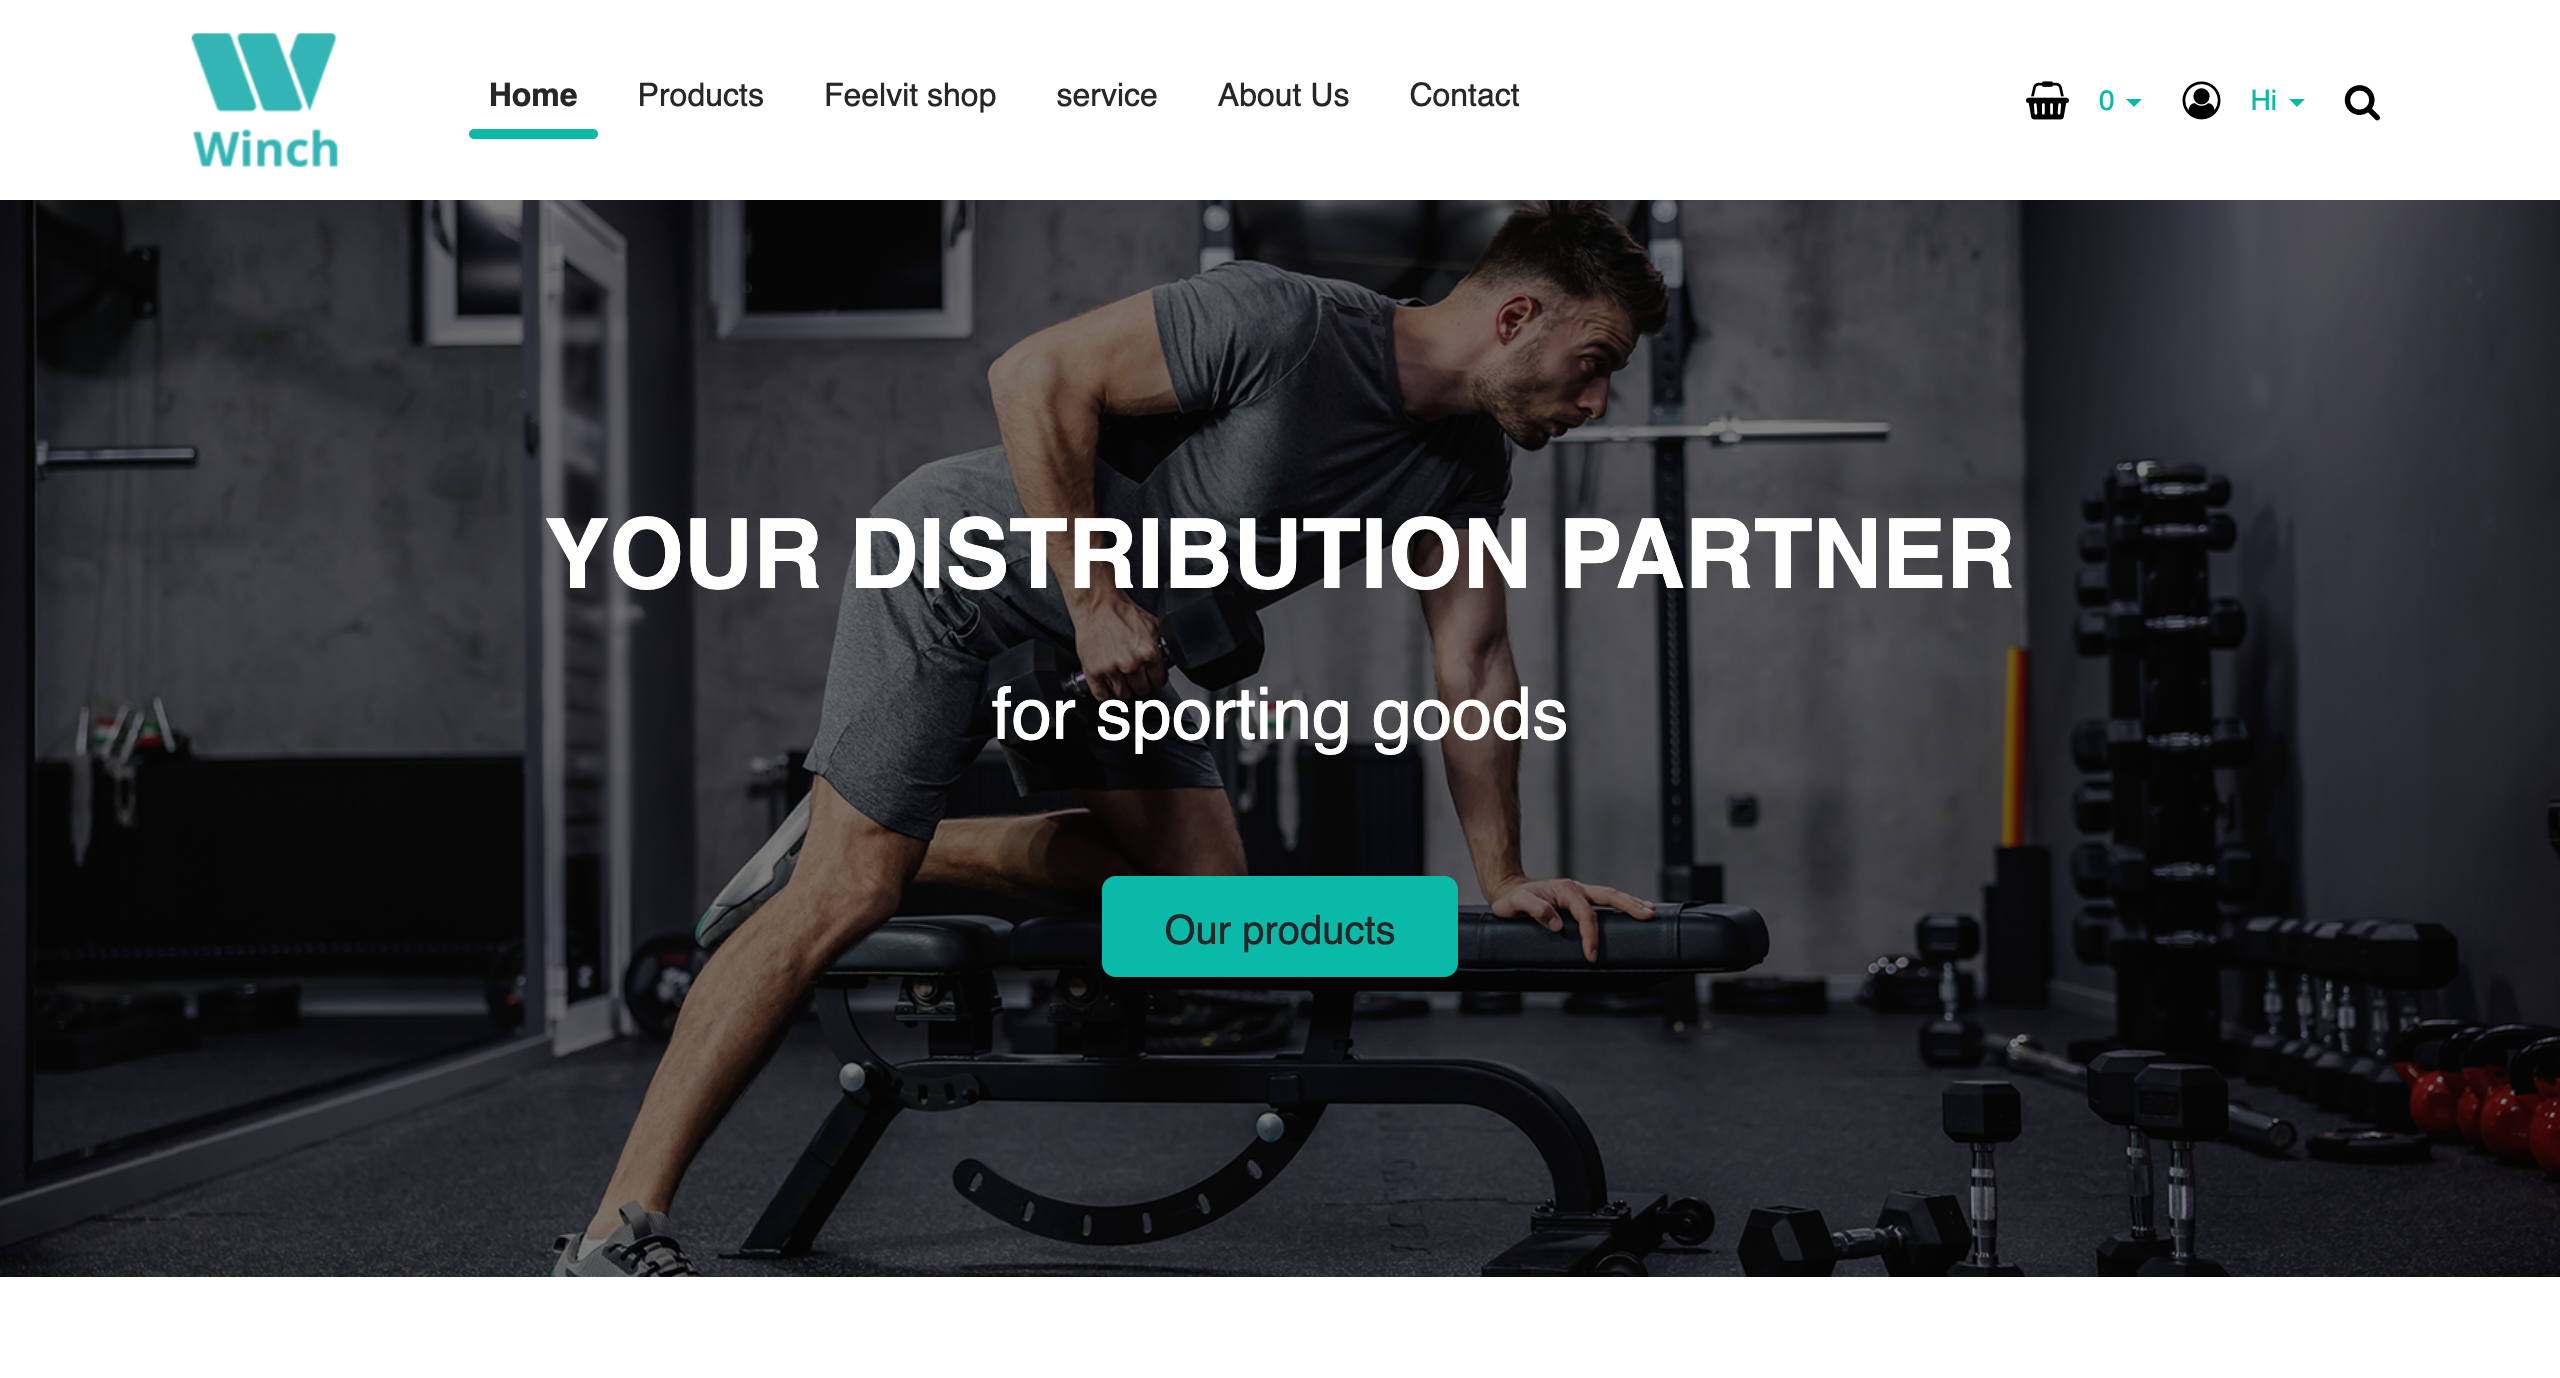 Winch
Home Products Feelvit shop service About Us Contact
0 Hi
YOUR DISTRIBUTION PARTNER
for sporting goods
Our products